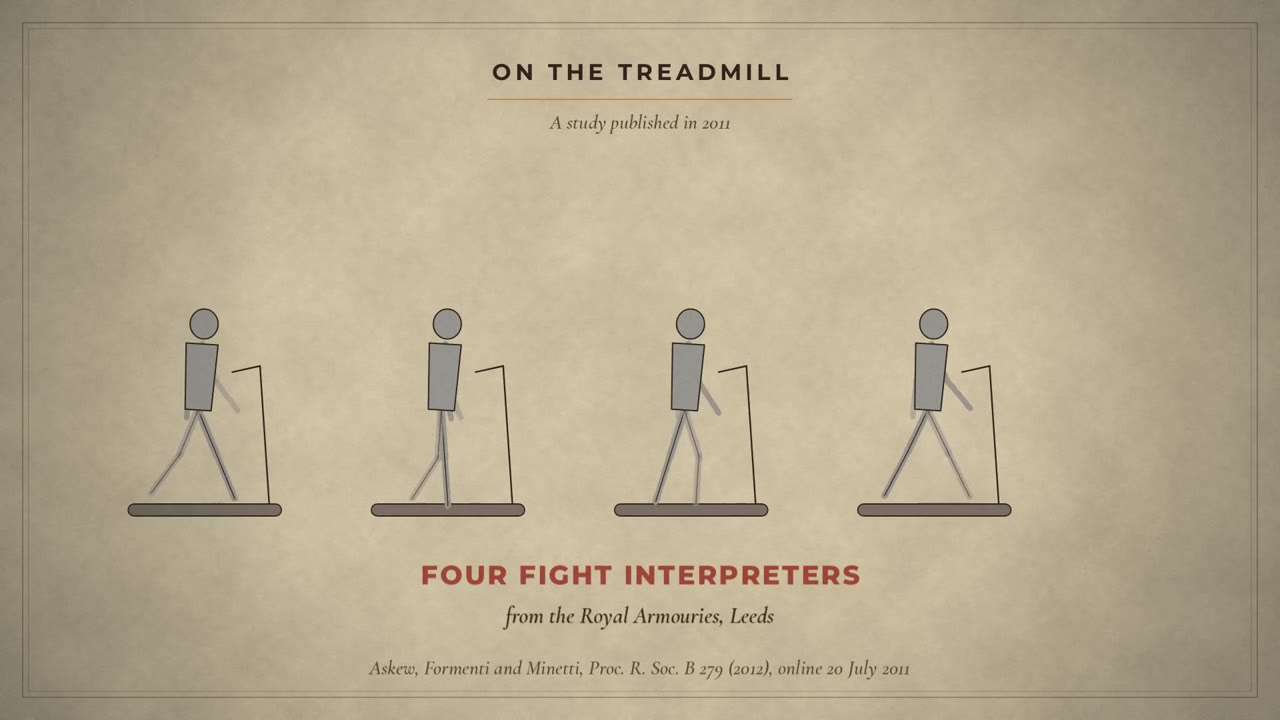 ON THE TREADMILL
A study published in 2011
FOUR FIGHT INTERPRETERS
from the Royal Armouries, Leeds
Askew, Formenti and Minetti, Proc. R. Soc. B 279 (2012), online 20 July 2011